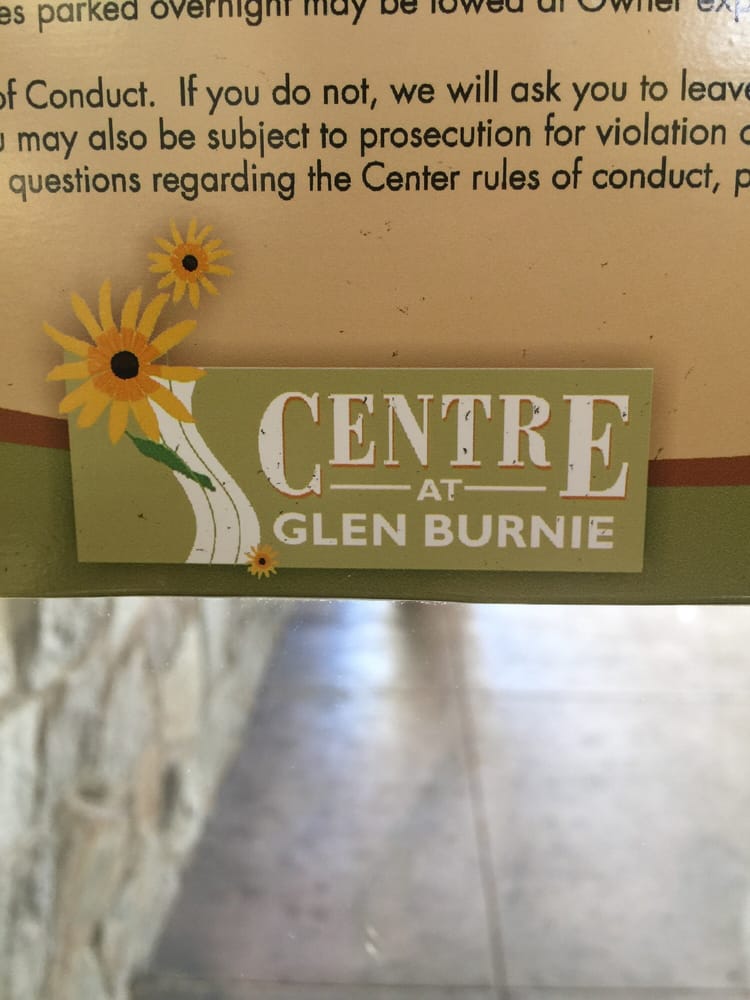 es parked overnight may be towed at Owner exp
of Conduct. If you do not, we will ask you to leave
u may also be subject to prosecution for violation o
questions regarding the Center rules of conduct, p
CENTRE
AT
GLEN BURNIE